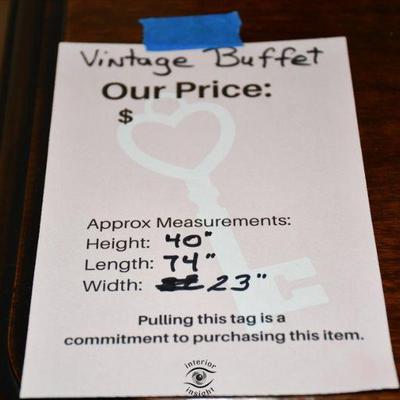 Vintage Buffet
Our Price:
$
Approx Measurements:
Height: 40"
Length: 74"
Width: 23"
Pulling this tag is a
commitment to purchasing this item.
interior
insight